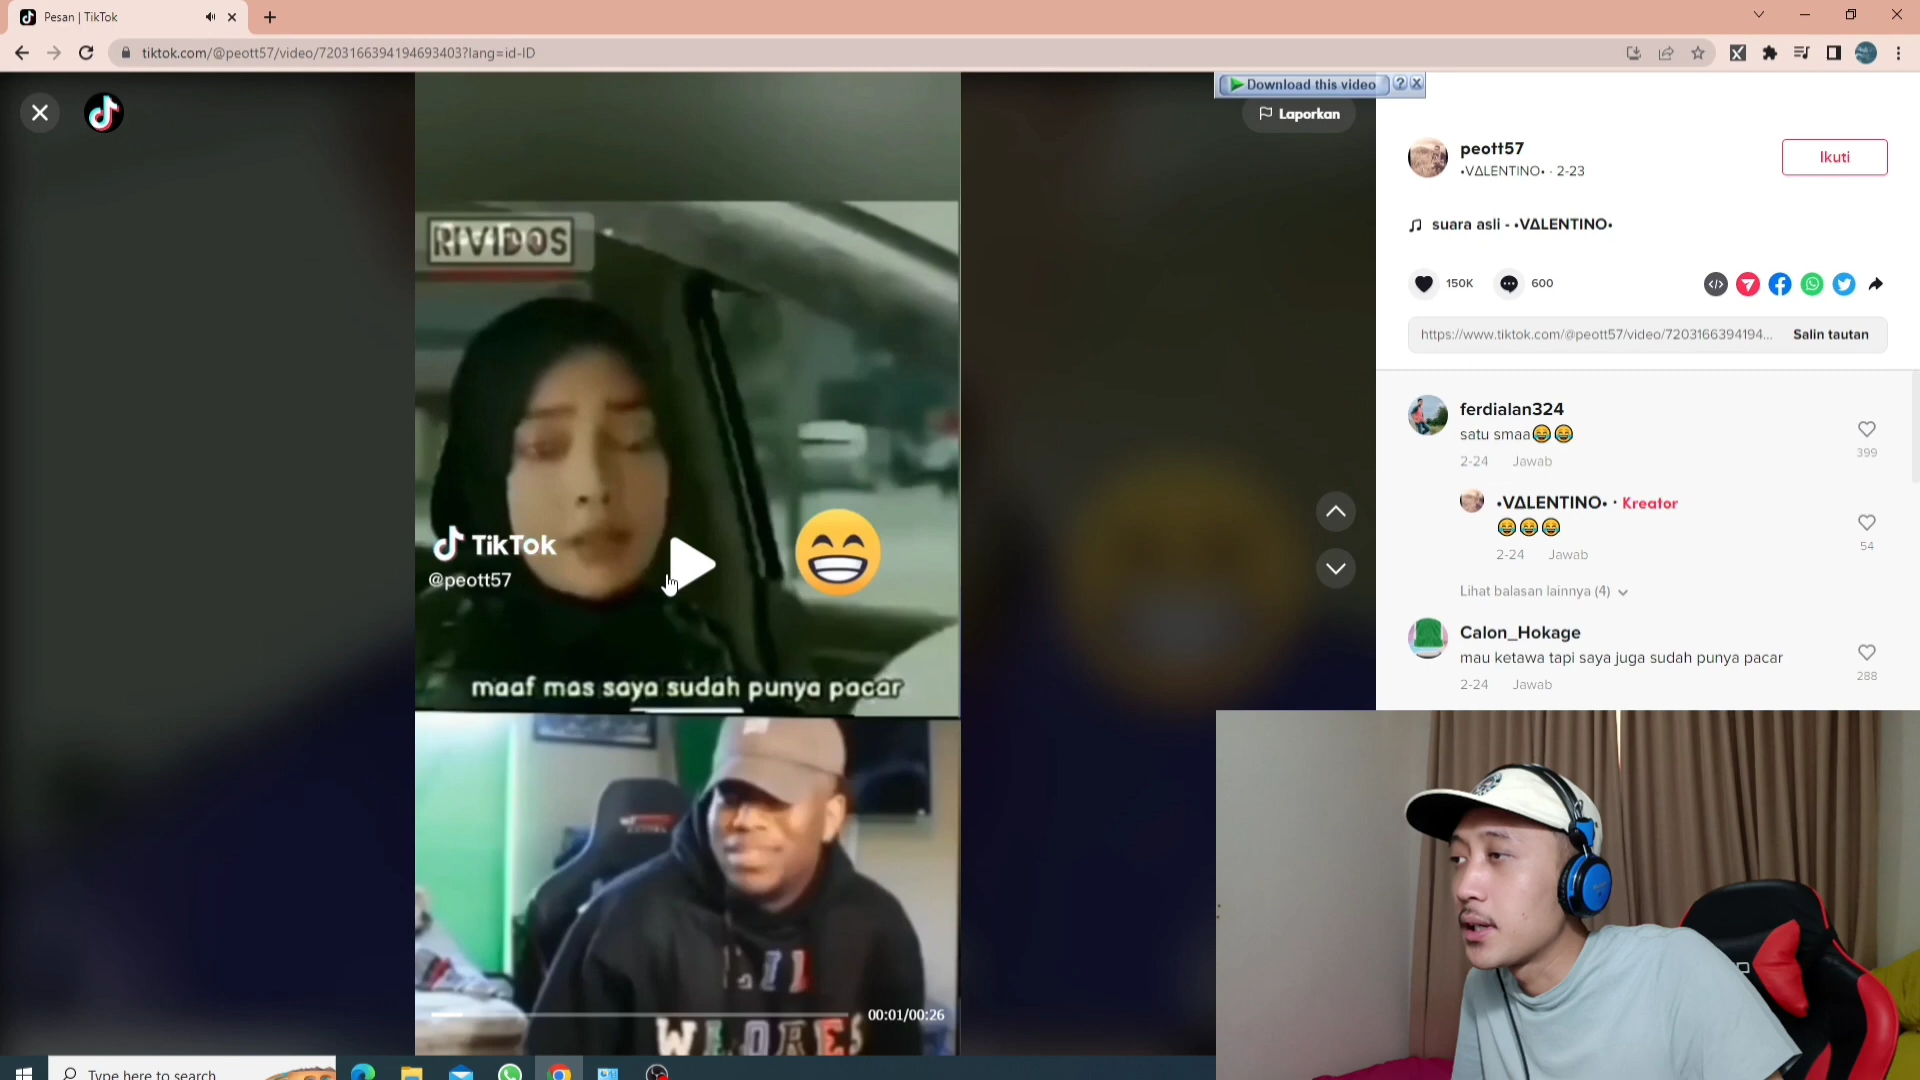 Pesan | TikTok
tiktok.com/@peott57/video/7203166394194693403?lang=id-ID
Download this video
Laporkan
RIVIDOS
TikTok
@peott57
maaf mas saya sudah punya pacar
00:01/00:26
peott57
•VΔLENTINO• · 2-23
Ikuti
suara asli - •VΔLENTINO•
150K
600
https://www.tiktok.com/@peott57/video/7203166394194...
Salin tautan
ferdialan324
satu smaa😂😂
2-24 Jawab
399
•VΔLENTINO• · Kreator
😂😂😂
2-24 Jawab
54
Lihat balasan lainnya (4)
Calon_Hokage
mau ketawa tapi saya juga sudah punya pacar
2-24 Jawab
288
Type here to search